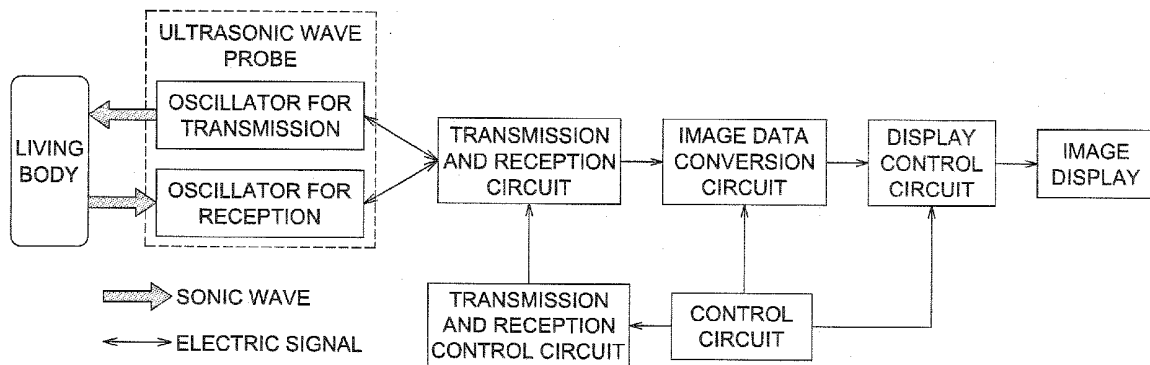 ULTRASONIC WAVE
PROBE
LIVING
BODY
OSCILLATOR FOR
TRANSMISSION
OSCILLATOR FOR
RECEPTION
TRANSMISSION
AND RECEPTION
CIRCUIT
IMAGE DATA
CONVERSION
CIRCUIT
DISPLAY
CONTROL
CIRCUIT
IMAGE
DISPLAY
SONIC WAVE
ELECTRIC SIGNAL
TRANSMISSION
AND RECEPTION
CONTROL CIRCUIT
CONTROL
CIRCUIT